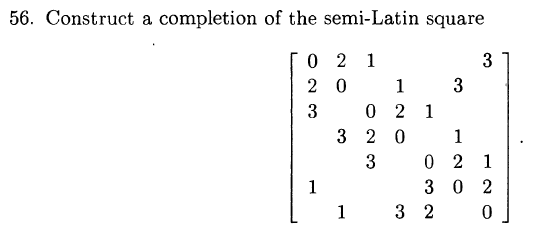 56. Construct a completion of the semi-Latin square
0 2 1 3
2 0 1 3
3 0 2 1
3 2 0 1
3 0 2 1
1 3 0 2
1 3 2 0 .